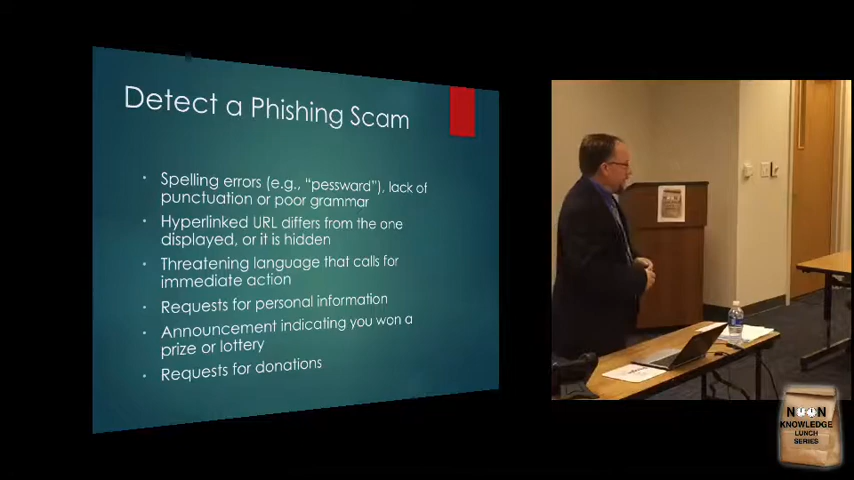 Detect a Phishing Scam
Spelling errors (e.g., “pessward”), lack of
punctuation or poor grammar
Hyperlinked URL differs from the one
displayed, or it is hidden
Threatening language that calls for
immediate action
Requests for personal information
Announcement indicating you won a
prize or lottery
Requests for donations
NOON
KNOWLEDGE
LUNCH
SERIES